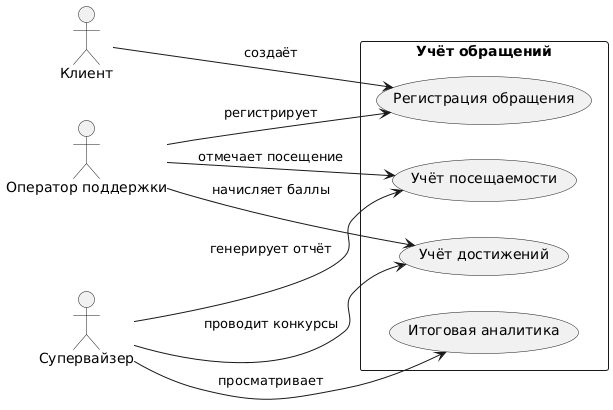 Учёт обращений
Клиент
создаёт
Регистрация обращения
регистрирует
Оператор поддержки
отмечает посещение
Учёт посещаемости
начисляет баллы
генерирует отчёт
Учёт достижений
проводит конкурсы
Итоговая аналитика
Супервайзер
просматривает